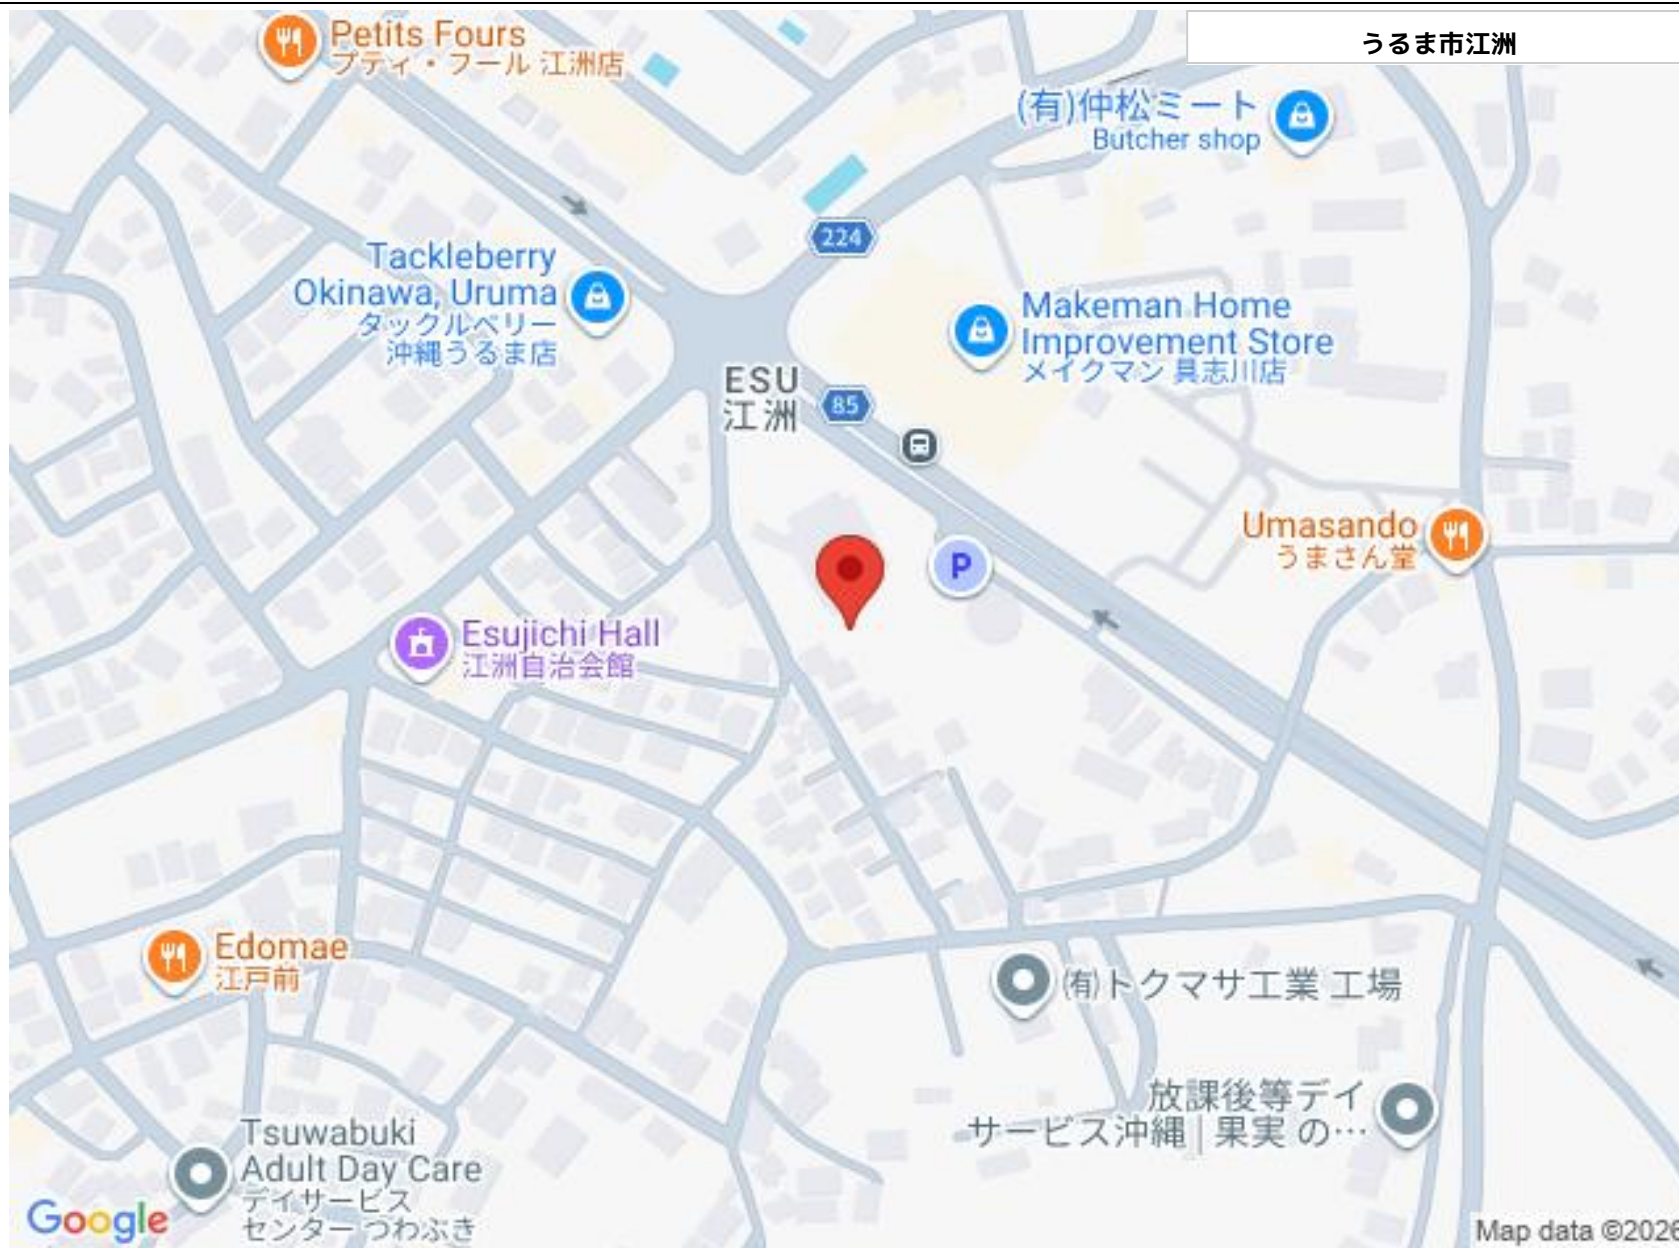 Petits Fours
プティ・フール 江洲店
うるま市江洲
(有)仲松ミート
Butcher shop
224
Tackleberry
Okinawa, Uruma
タックルベリー
沖縄うるま店
Makeman Home
Improvement Store
メイクマン 具志川店
ESU
江洲
85
Umasando
うまさん堂
P
Esujichi Hall
江洲自治会館
Edomae
江戸前
(有)トクマサ工業 工場
放課後等デイ
サービス沖縄 | 果実 の…
Tsuwabuki
Adult Day Care
デイサービス
センター つわぶき
Google
Map data ©2026